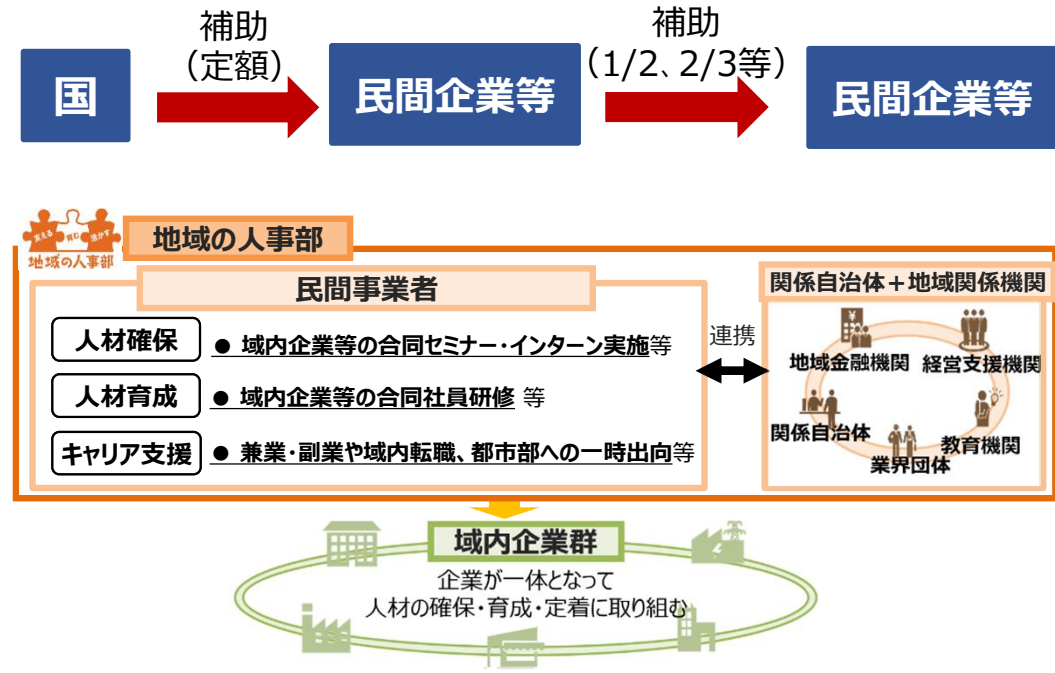 補助
(定額)
補助
(1/2、2/3等)
国
民間企業等
民間企業等
支える
育む
活かす
地域の人事部
地域の人事部
民間事業者
関係自治体+地域関係機関
人材確保
● 域内企業等の合同セミナー・インターン実施等
人材育成
● 域内企業等の合同社員研修 等
キャリア支援
● 兼業・副業や域内転職、都市部への一時出向等
連携
¥
地域金融機関
経営支援機関
関係自治体
教育機関
業界団体
域内企業群
企業が一体となって
人材の確保・育成・定着に取り組む